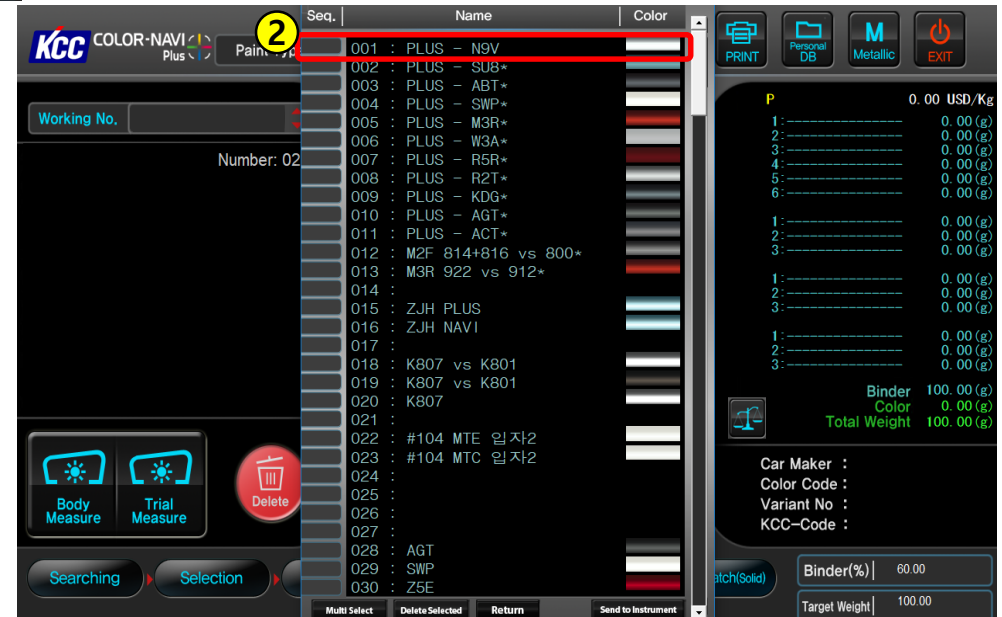 KCC COLOR-NAVI Plus
2
Working No.
Number: 02
Body Measure
Trial Measure
Delete
Searching
Selection
Seq. Name Color
001 : PLUS - N9V
002 : PLUS - SU8*
003 : PLUS - ABT*
004 : PLUS - SWP*
005 : PLUS - M3R*
006 : PLUS - W3A*
007 : PLUS - R5R*
008 : PLUS - R2T*
009 : PLUS - KDG*
010 : PLUS - AGT*
011 : PLUS - ACT*
012 : M2F 814+816 vs 800*
013 : M3R 922 vs 912*
014 :
015 : ZJH PLUS
016 : ZJH NAVI
017 :
018 : K807 vs K801
019 : K807 vs K801
020 : K807
021 :
022 : #104 MTE 입자2
023 : #104 MTC 입자2
024 :
025 :
026 :
027 :
028 : AGT
029 : SWP
030 : Z5E
Multi Select Delete Selected Return Send to Instrument
PRINT
Personal DB
M Metallic
EXIT
P 0.00 USD/Kg
1: 0.00(g)
2: 0.00(g)
3: 0.00(g)
4: 0.00(g)
5: 0.00(g)
6: 0.00(g)
1: 0.00(g)
2: 0.00(g)
3: 0.00(g)
1: 0.00(g)
2: 0.00(g)
3: 0.00(g)
1: 0.00(g)
2: 0.00(g)
3: 0.00(g)
Binder 100.00(g)
Color 0.00(g)
Total Weight 100.00(g)
Car Maker :
Color Code :
Variant No :
KCC-Code :
atch(Solid)
Binder(%) 60.00
Target Weight 100.00